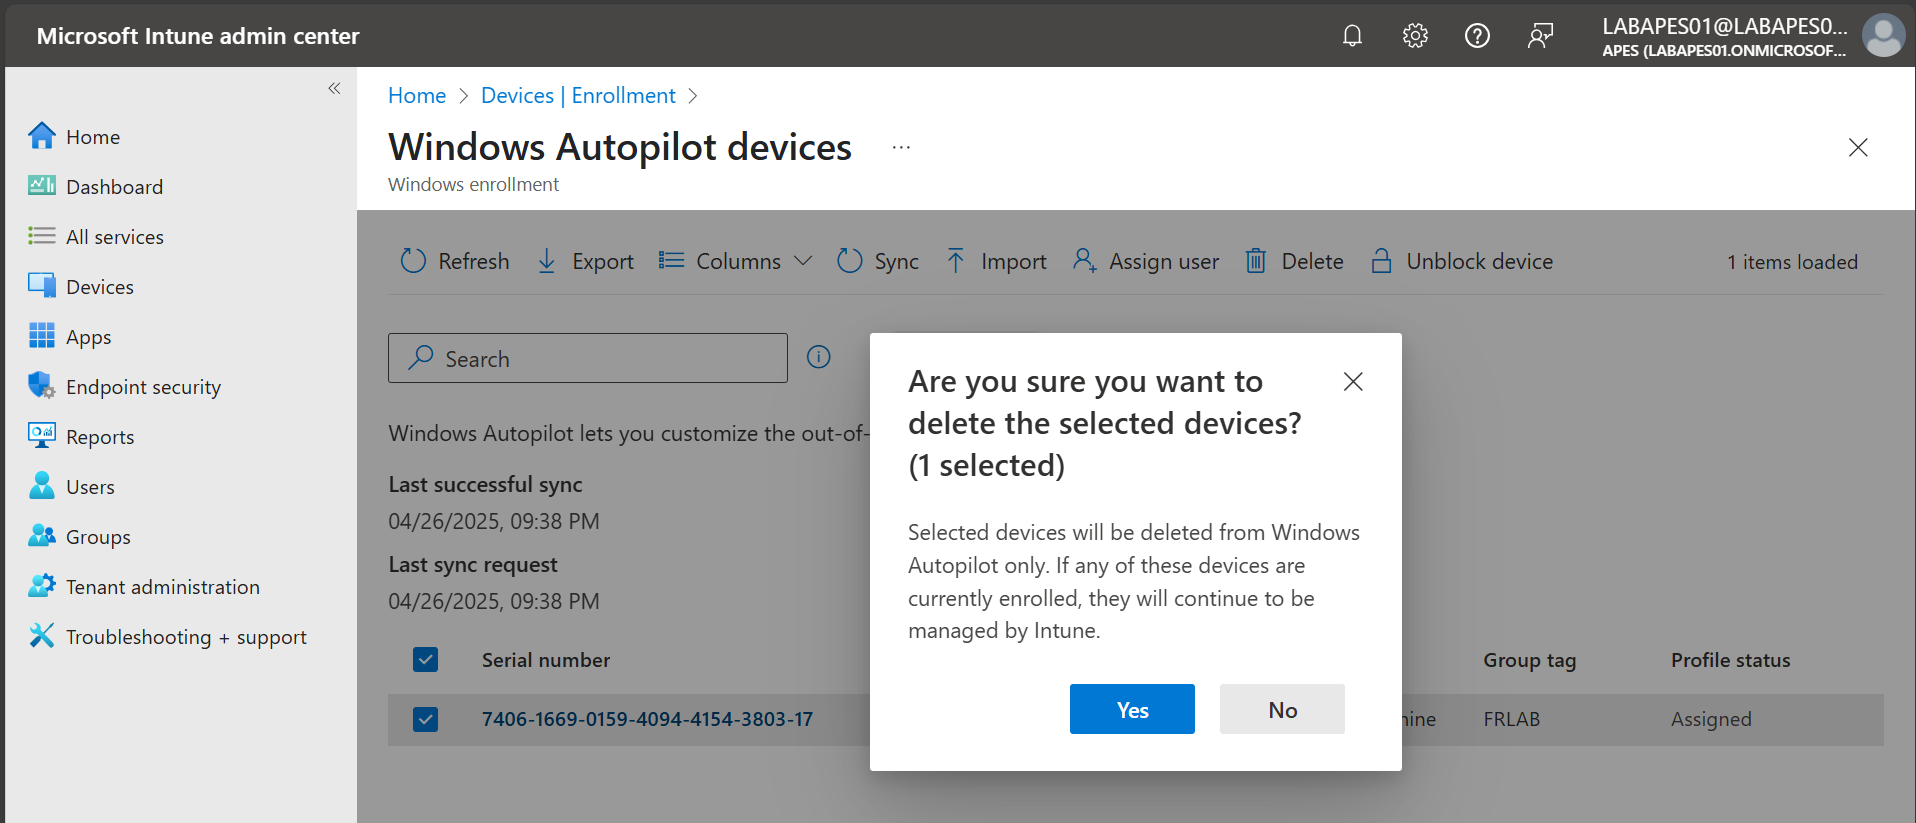 Microsoft Intune admin center
LABAPES01@LABAPES0...
APES (LABAPES01.ONMICROSOF...
Home
Dashboard
All services
Devices
Apps
Endpoint security
Reports
Users
Groups
Tenant administration
Troubleshooting + support
Home > Devices | Enrollment >
Windows Autopilot devices ...
Windows enrollment
Refresh Export Columns Sync Import Assign user Delete Unblock device 1 items loaded
Search
Windows Autopilot lets you customize the out-of-
Last successful sync
04/26/2025, 09:38 PM
Last sync request
04/26/2025, 09:38 PM
Serial number Group tag Profile status
7406-1669-0159-4094-4154-3803-17 FRLAB Assigned
Are you sure you want to
delete the selected devices?
(1 selected)
Selected devices will be deleted from Windows
Autopilot only. If any of these devices are
currently enrolled, they will continue to be
managed by Intune.
Yes No